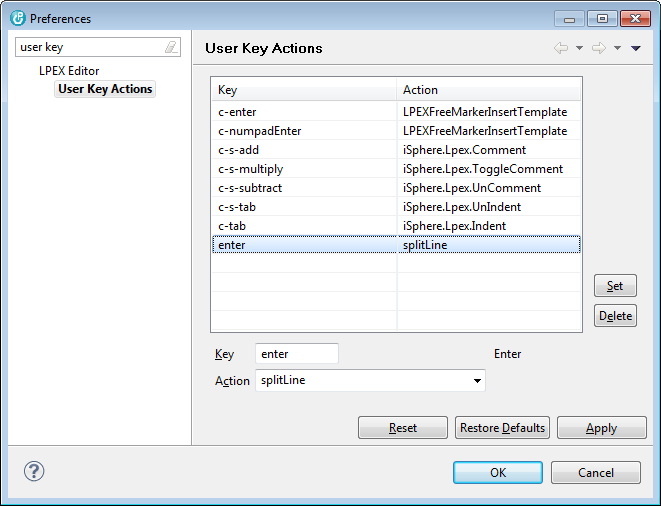 Preferences
user key
User Key Actions
LPEX Editor
User Key Actions
Key Action
c-enter LPEXFreeMarkerInsertTemplate
c-numpadEnter LPEXFreeMarkerInsertTemplate
c-s-add iSphere.Lpex.Comment
c-s-multiply iSphere.Lpex.ToggleComment
c-s-subtract iSphere.Lpex.UnComment
c-s-tab iSphere.Lpex.UnIndent
c-tab iSphere.Lpex.Indent
enter splitLine
Set
Delete
Key enter Enter
Action splitLine
Reset Restore Defaults Apply
? OK Cancel